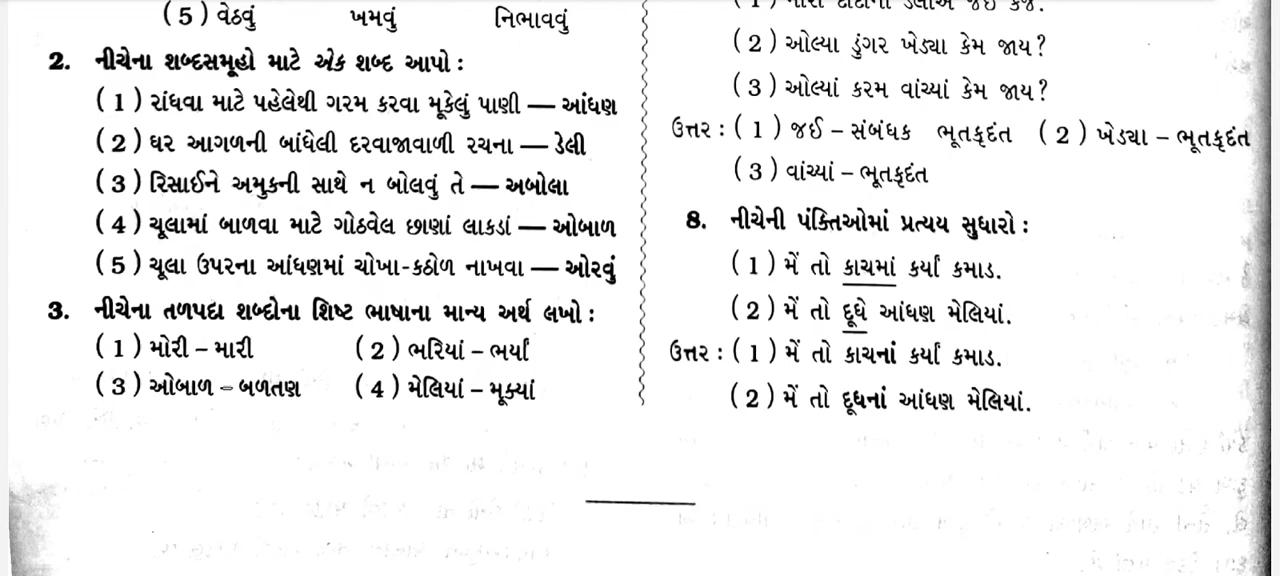 (5) વેઠવું ખમવું નિભાવવું
2. નીચેના શબ્દસમૂહો માટે એક શબ્દ આપો :
(1) રાંધવા માટે પહેલેથી ગરમ કરવા મૂકેલું પાણી — આંધણ
(2) ઘર આગળની બાંધેલી દરવાજાવાળી રચના — ડેલી
(3) રિસાઈને અમુકની સાથે ન બોલવું તે — અબોલા
(4) ચૂલામાં બાળવા માટે ગોઠવેલ છાણાં લાકડાં — ઓબાળ
(5) ચૂલા ઉપરના આંધણમાં ચોખા-કઠોળ નાખવા — ઓરવું
3. નીચેના તળપદા શબ્દોના શિષ્ટ ભાષાના માન્ય અર્થ લખો :
(1) મોરી – મારી (2) ભરિયાં – ભર્યાં
(3) ઓબાળ – બળતણ (4) મેલિયાં – મૂક્યાં
(2) ઓલ્યા ડુંગર ખેડ્યા કેમ જાય?
(3) ઓલ્યાં કરમ વાંચ્યાં કેમ જાય?
ઉત્તર : (1) જઈ – સંબંધક ભૂતકૃદંત (2) ખેડ્યા – ભૂતકૃદંત
(3) વાંચ્યાં – ભૂતકૃદંત
8. નીચેની પંક્તિઓમાં પ્રત્યય સુધારો :
(1) મેં તો કાચમાં કર્યાં કમાડ.
(2) મેં તો દૂધે આંધણ મેલિયાં.
ઉત્તર : (1) મેં તો કાચનાં કર્યાં કમાડ.
(2) મેં તો દૂધનાં આંધણ મેલિયાં.